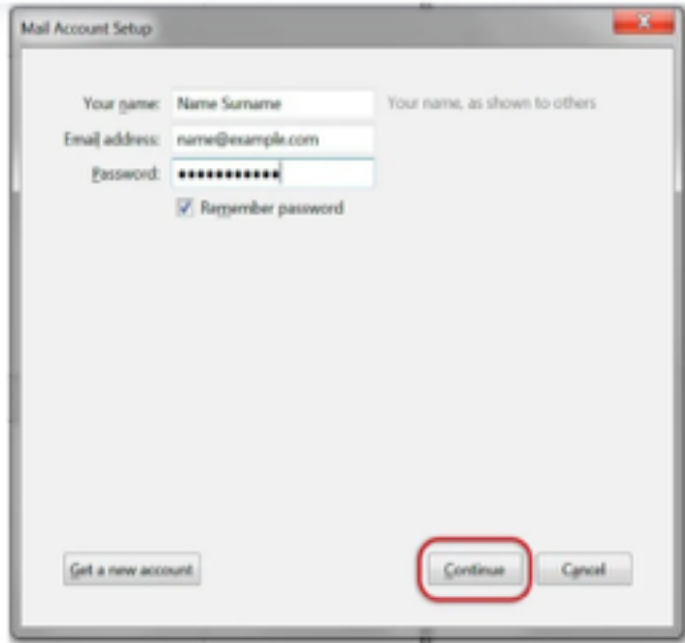 Mail Account Setup
Your name: Name Surname Your name, as shown to others
Email address: name@example.com
Password: ●●●●●●●●●●●
Remember password
Get a new account Continue Cancel